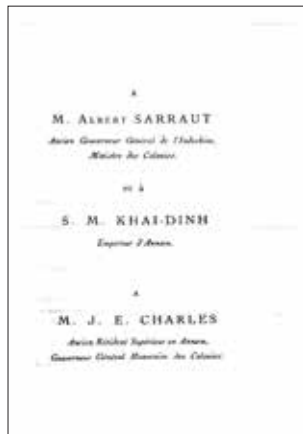 A
M. ALBERT SARRAUT
Ancien Gouverneur Général de l'Indochine,
Ministre des Colonies.
et à
S. M. KHAI-DINH
Empereur d'Annam.
A
M. J. E. CHARLES
Ancien Résident Supérieur en Annam,
Gouverneur Général Honoraire des Colonies